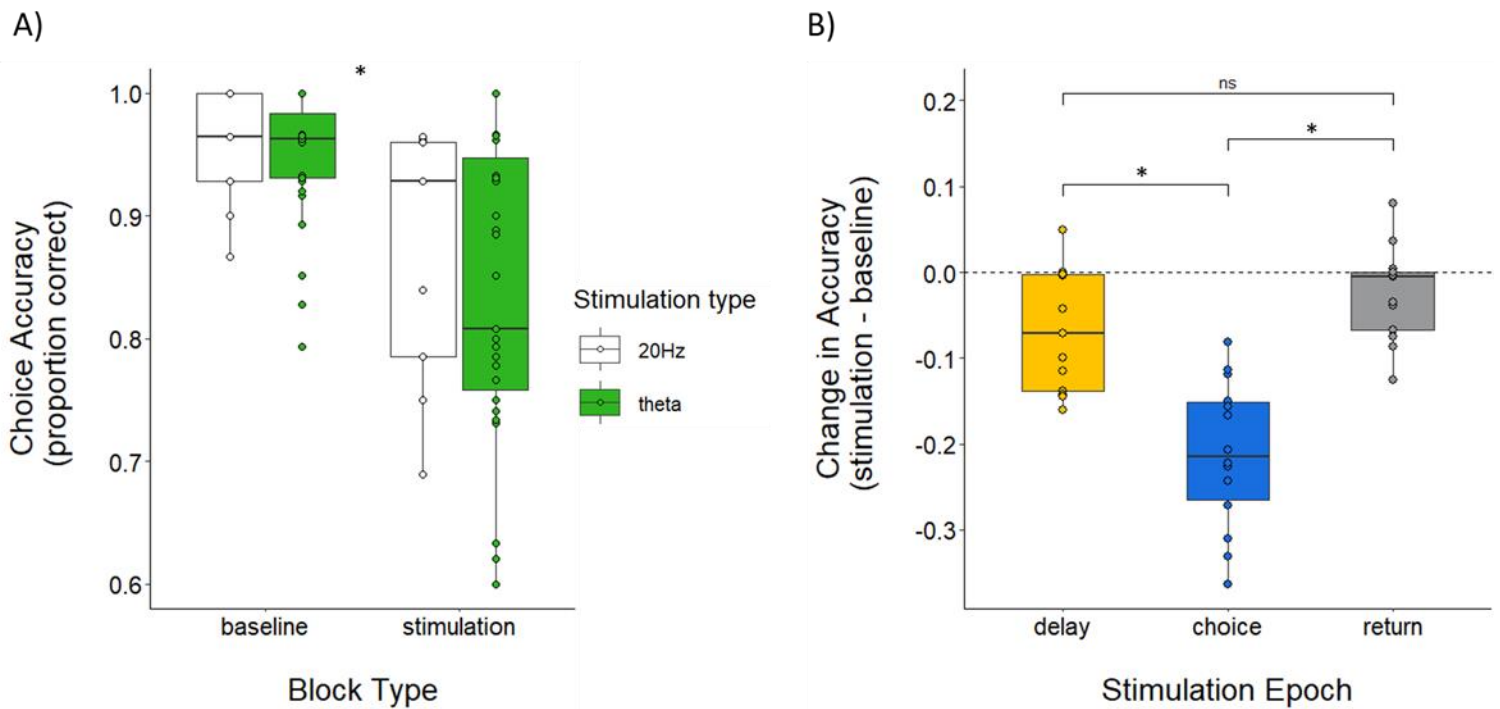 A)
*
1.0
0.9
0.8
0.7
0.6
Choice Accuracy
(proportion correct)
baseline
stimulation
Block Type
Stimulation type
20Hz
theta
B)
ns
*
*
0.2
0.1
0.0
-0.1
-0.2
-0.3
Change in Accuracy
(stimulation - baseline)
delay
choice
return
Stimulation Epoch